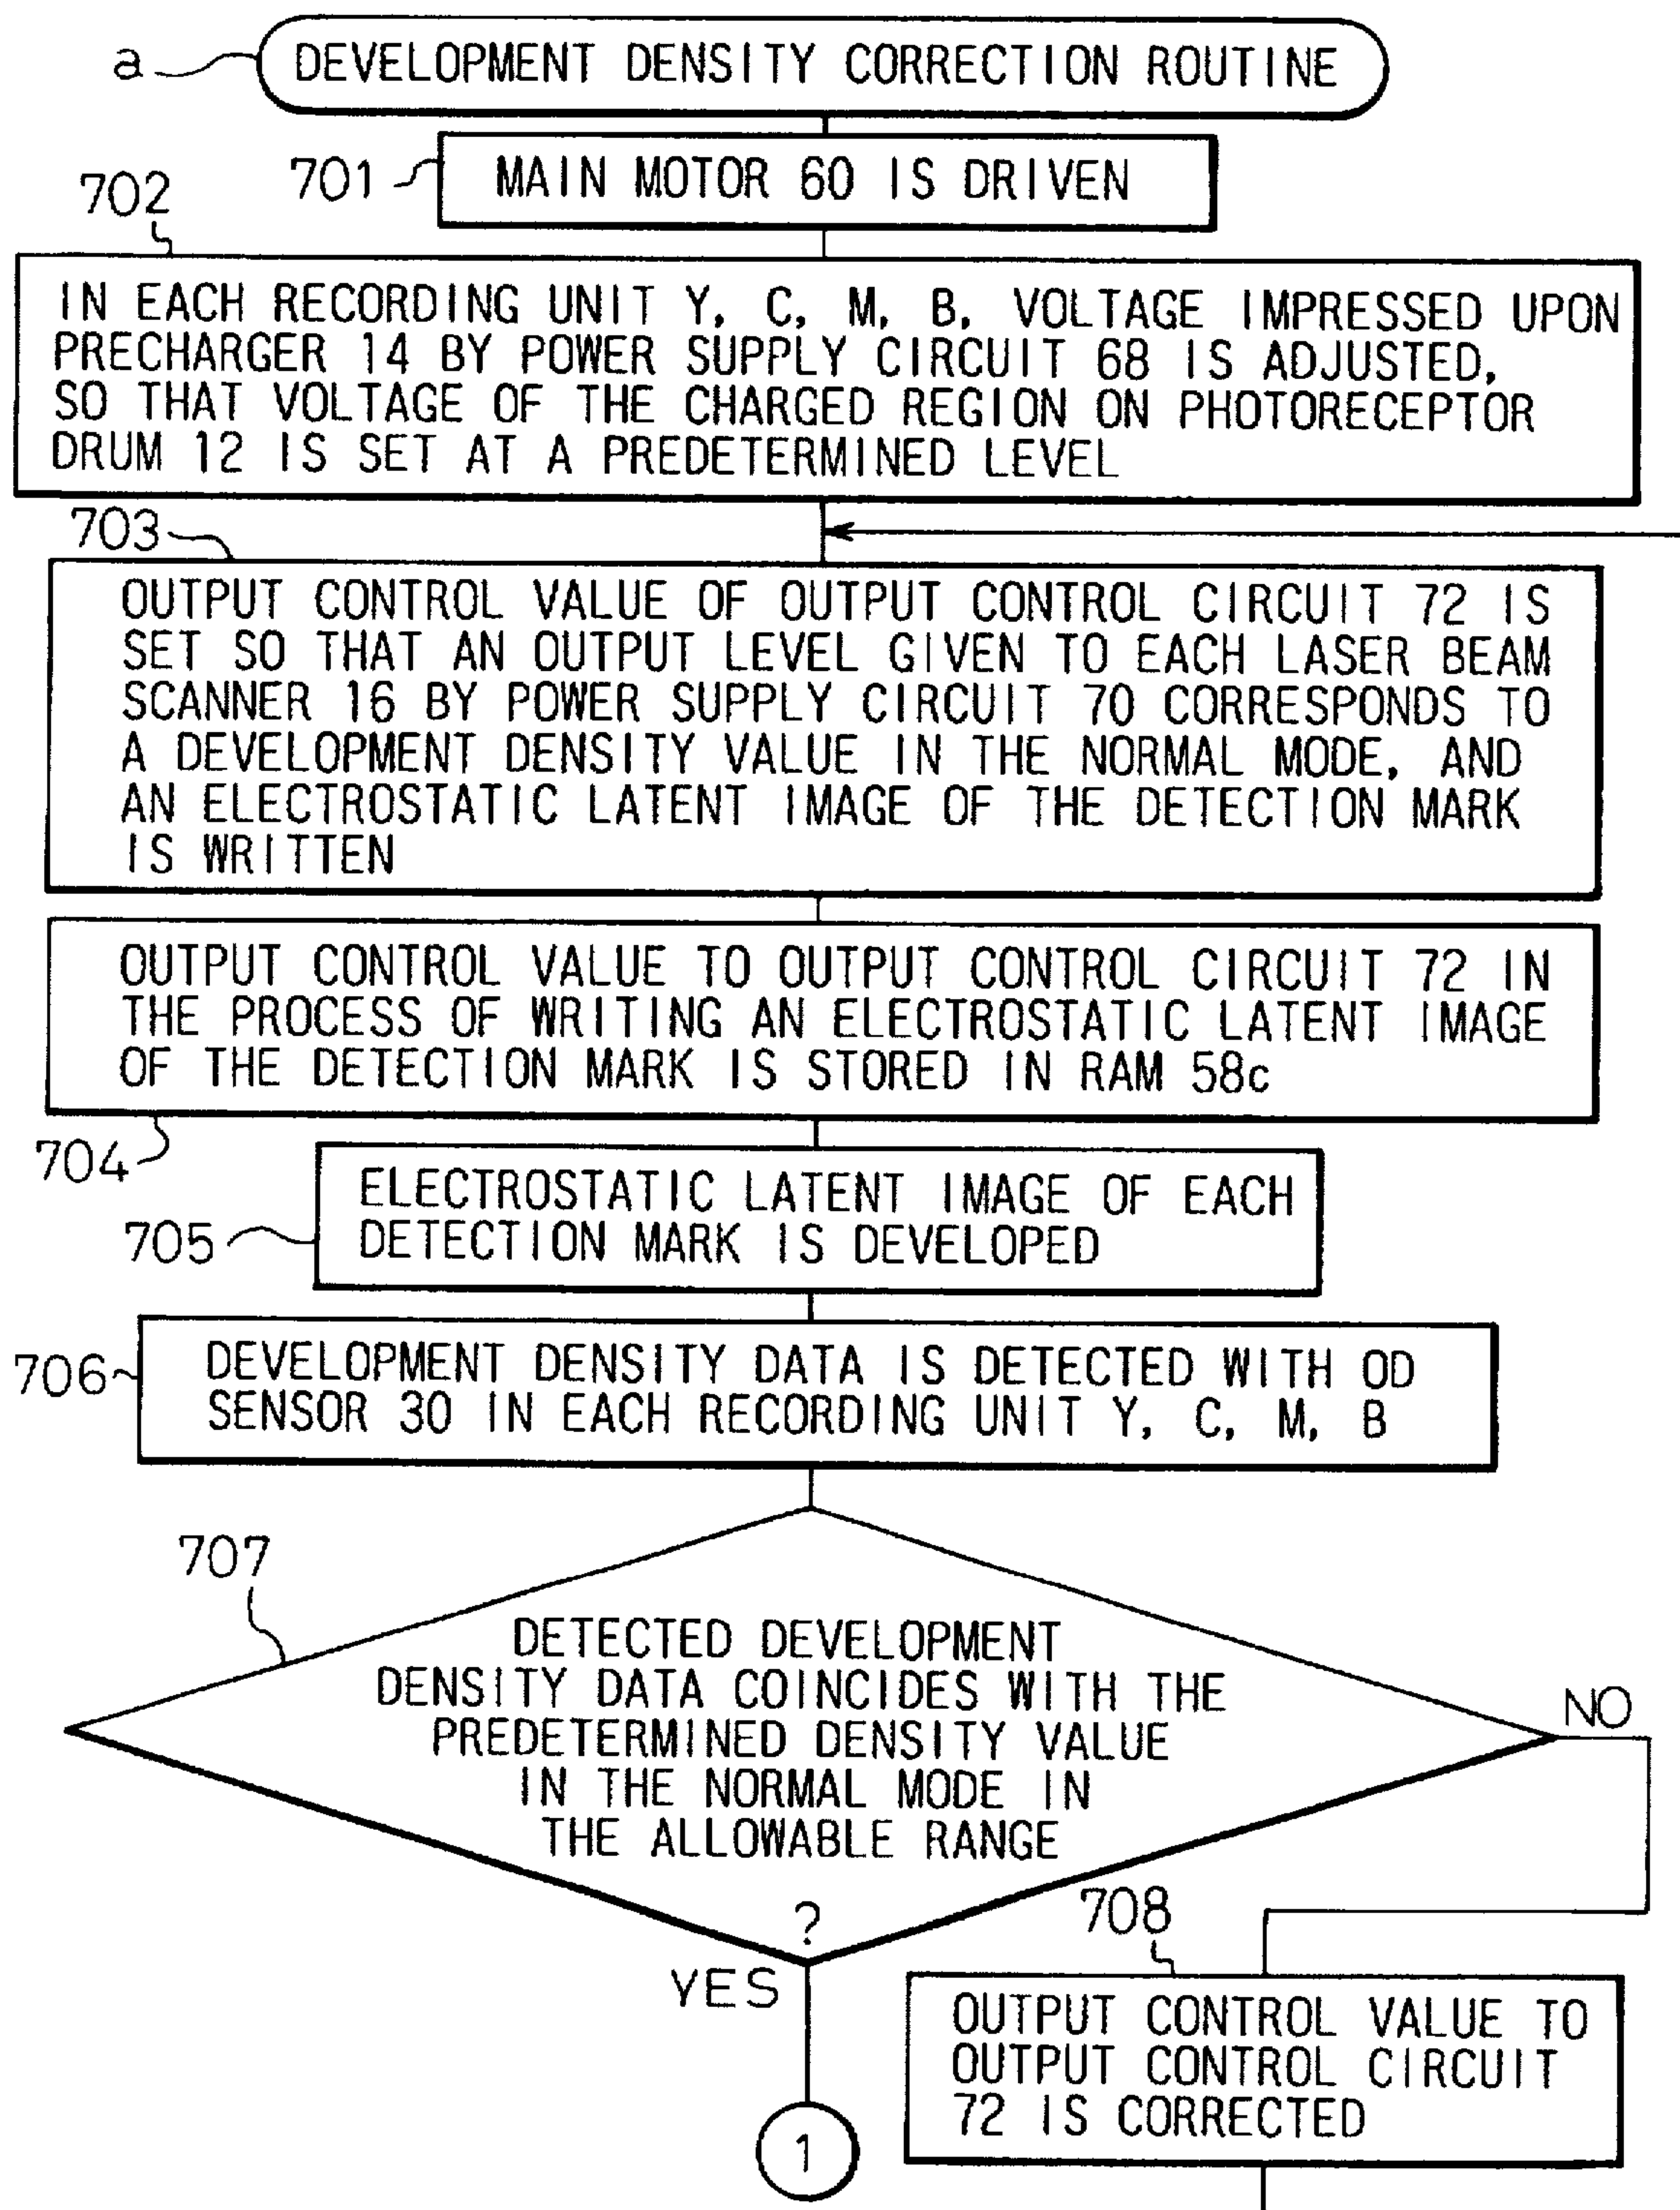 a
DEVELOPMENT DENSITY CORRECTION ROUTINE
701
MAIN MOTOR 60 IS DRIVEN
702
IN EACH RECORDING UNIT Y, C, M, B, VOLTAGE IMPRESSED UPON
PRECHARGER 14 BY POWER SUPPLY CIRCUIT 68 IS ADJUSTED,
SO THAT VOLTAGE OF THE CHARGED REGION ON PHOTORECEPTOR
DRUM 12 IS SET AT A PREDETERMINED LEVEL
703
OUTPUT CONTROL VALUE OF OUTPUT CONTROL CIRCUIT 72 IS
SET SO THAT AN OUTPUT LEVEL GIVEN TO EACH LASER BEAM
SCANNER 16 BY POWER SUPPLY CIRCUIT 70 CORRESPONDS TO
A DEVELOPMENT DENSITY VALUE IN THE NORMAL MODE, AND
AN ELECTROSTATIC LATENT IMAGE OF THE DETECTION MARK
IS WRITTEN
OUTPUT CONTROL VALUE TO OUTPUT CONTROL CIRCUIT 72 IN
THE PROCESS OF WRITING AN ELECTROSTATIC LATENT IMAGE
OF THE DETECTION MARK IS STORED IN RAM 58c
704
ELECTROSTATIC LATENT IMAGE OF EACH
DETECTION MARK IS DEVELOPED
705
706
DEVELOPMENT DENSITY DATA IS DETECTED WITH OD
SENSOR 30 IN EACH RECORDING UNIT Y, C, M, B
707
DETECTED DEVELOPMENT
DENSITY DATA COINCIDES WITH THE
PREDETERMINED DENSITY VALUE
IN THE NORMAL MODE IN
THE ALLOWABLE RANGE
?
NO
YES
708
OUTPUT CONTROL VALUE TO
OUTPUT CONTROL CIRCUIT
72 IS CORRECTED
1